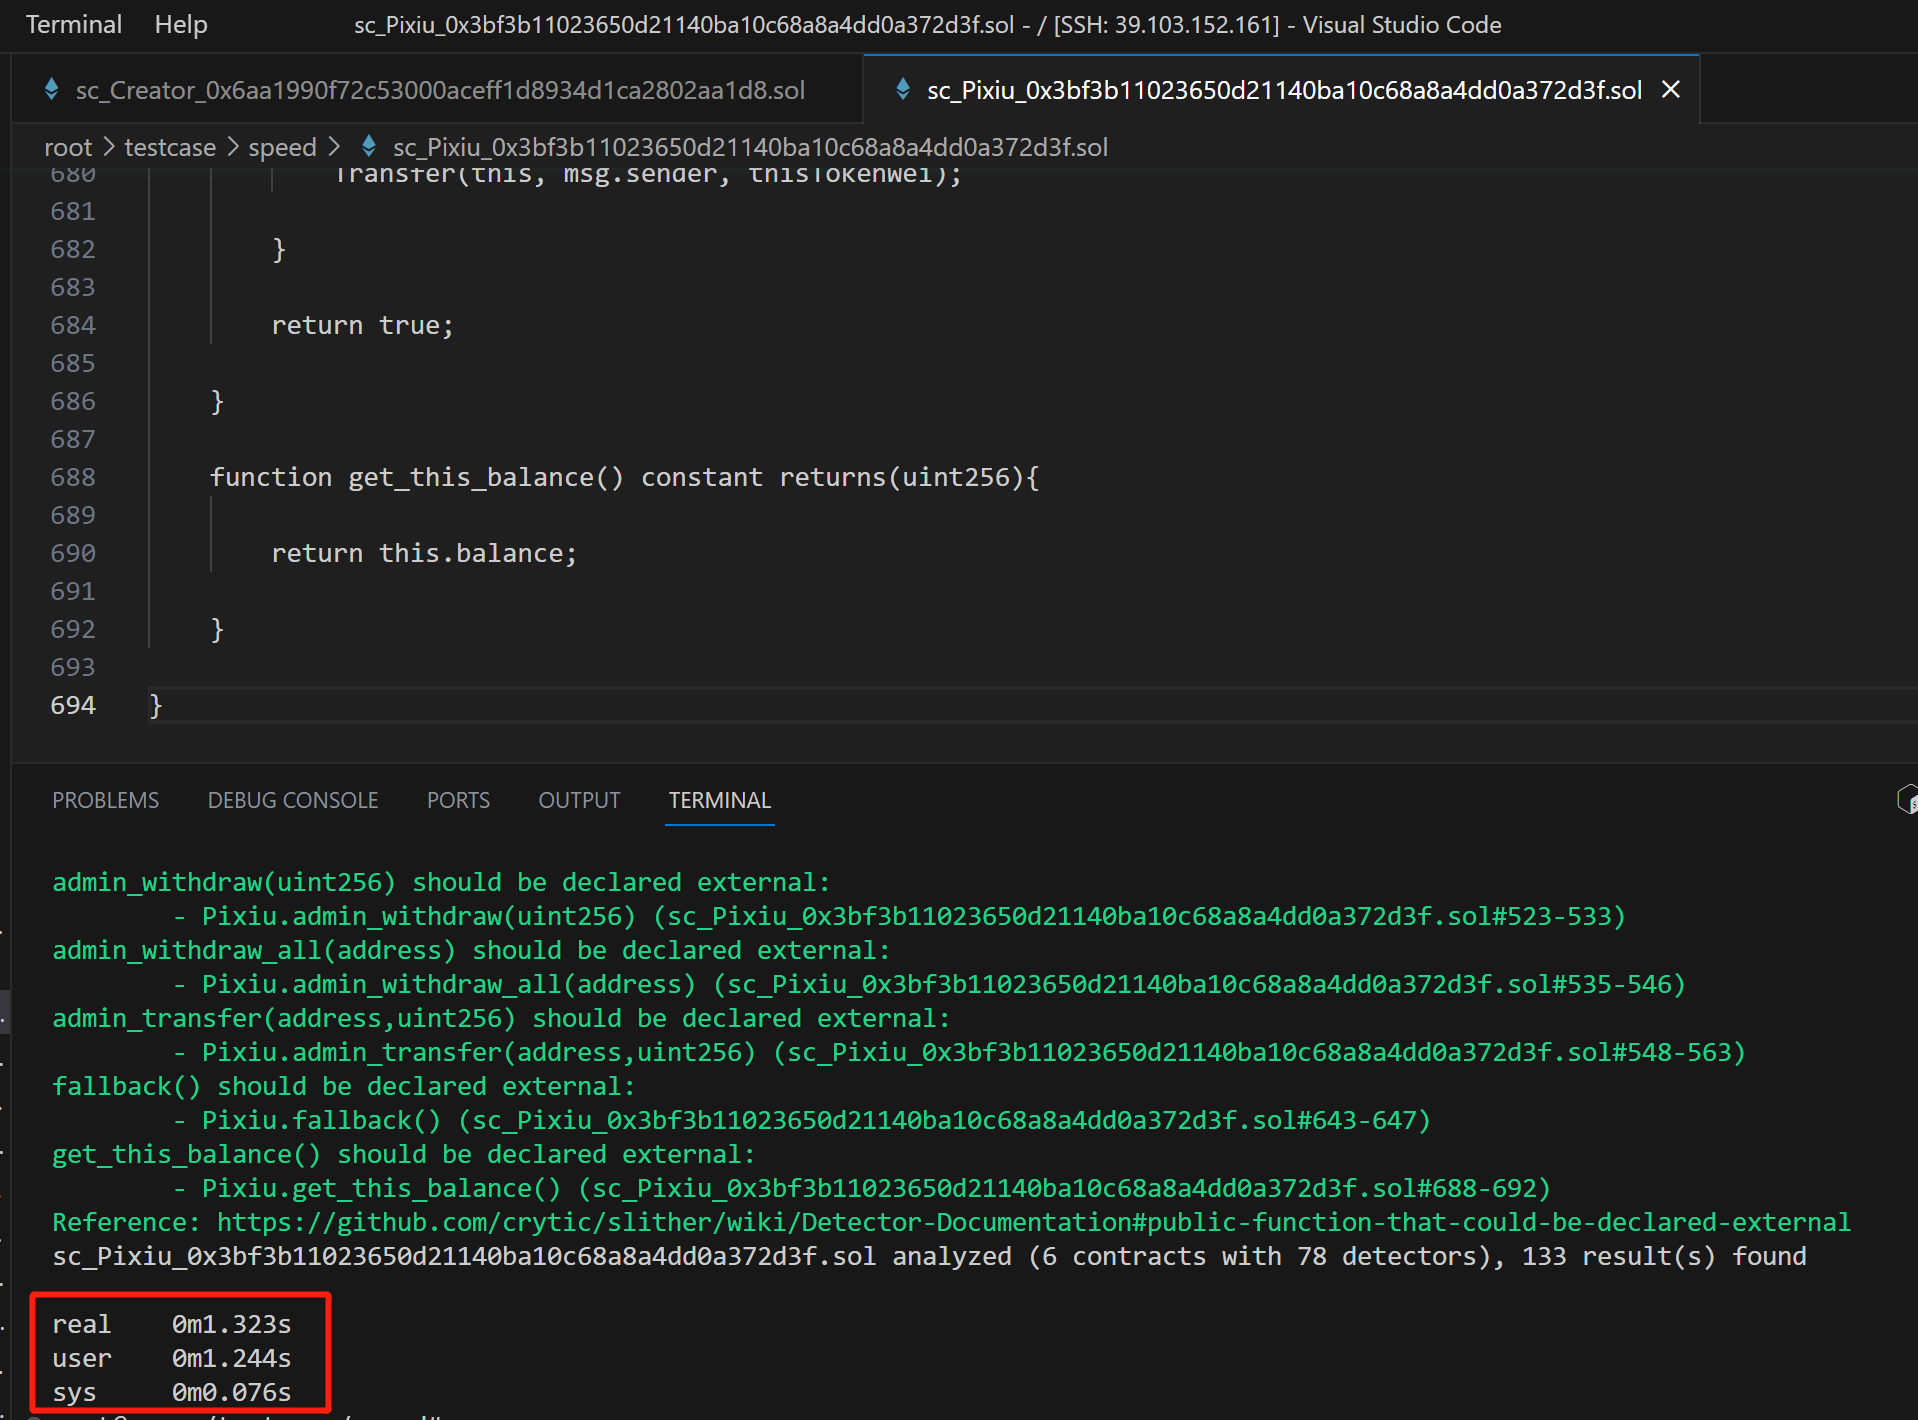 Terminal Help sc_Pixiu_0x3bf3b11023650d21140ba10c68a8a4dd0a372d3f.sol - / [SSH: 39.103.152.161] - Visual Studio Code
sc_Creator_0x6aa1990f72c53000aceff1d8934d1ca2802aa1d8.sol sc_Pixiu_0x3bf3b11023650d21140ba10c68a8a4dd0a372d3f.sol
root > testcase > speed > sc_Pixiu_0x3bf3b11023650d21140ba10c68a8a4dd0a372d3f.sol
680 Transfer(this, msg.sender, thisTokenWei);
681
682 }
683
684 return true;
685
686 }
687
688 function get_this_balance() constant returns(uint256){
689
690 return this.balance;
691
692 }
693
694 }
PROBLEMS DEBUG CONSOLE PORTS OUTPUT TERMINAL
admin_withdraw(uint256) should be declared external:
- Pixiu.admin_withdraw(uint256) (sc_Pixiu_0x3bf3b11023650d21140ba10c68a8a4dd0a372d3f.sol#523-533)
admin_withdraw_all(address) should be declared external:
- Pixiu.admin_withdraw_all(address) (sc_Pixiu_0x3bf3b11023650d21140ba10c68a8a4dd0a372d3f.sol#535-546)
admin_transfer(address,uint256) should be declared external:
- Pixiu.admin_transfer(address,uint256) (sc_Pixiu_0x3bf3b11023650d21140ba10c68a8a4dd0a372d3f.sol#548-563)
fallback() should be declared external:
- Pixiu.fallback() (sc_Pixiu_0x3bf3b11023650d21140ba10c68a8a4dd0a372d3f.sol#643-647)
get_this_balance() should be declared external:
- Pixiu.get_this_balance() (sc_Pixiu_0x3bf3b11023650d21140ba10c68a8a4dd0a372d3f.sol#688-692)
Reference: https://github.com/crytic/slither/wiki/Detector-Documentation#public-function-that-could-be-declared-external
sc_Pixiu_0x3bf3b11023650d21140ba10c68a8a4dd0a372d3f.sol analyzed (6 contracts with 78 detectors), 133 result(s) found
real 0m1.323s
user 0m1.244s
sys 0m0.076s